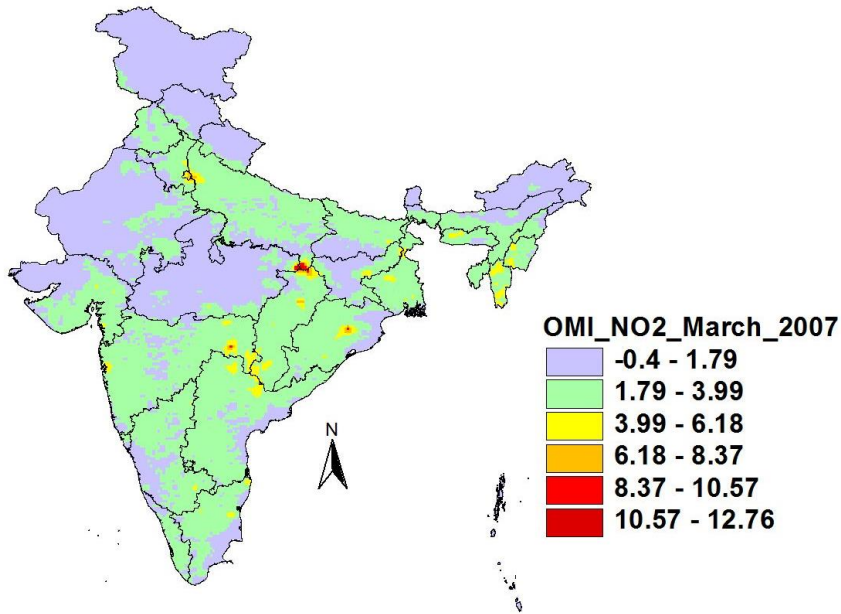 OMI_NO2_March_2007
-0.4 - 1.79
1.79 - 3.99
3.99 - 6.18
6.18 - 8.37
8.37 - 10.57
10.57 - 12.76
N